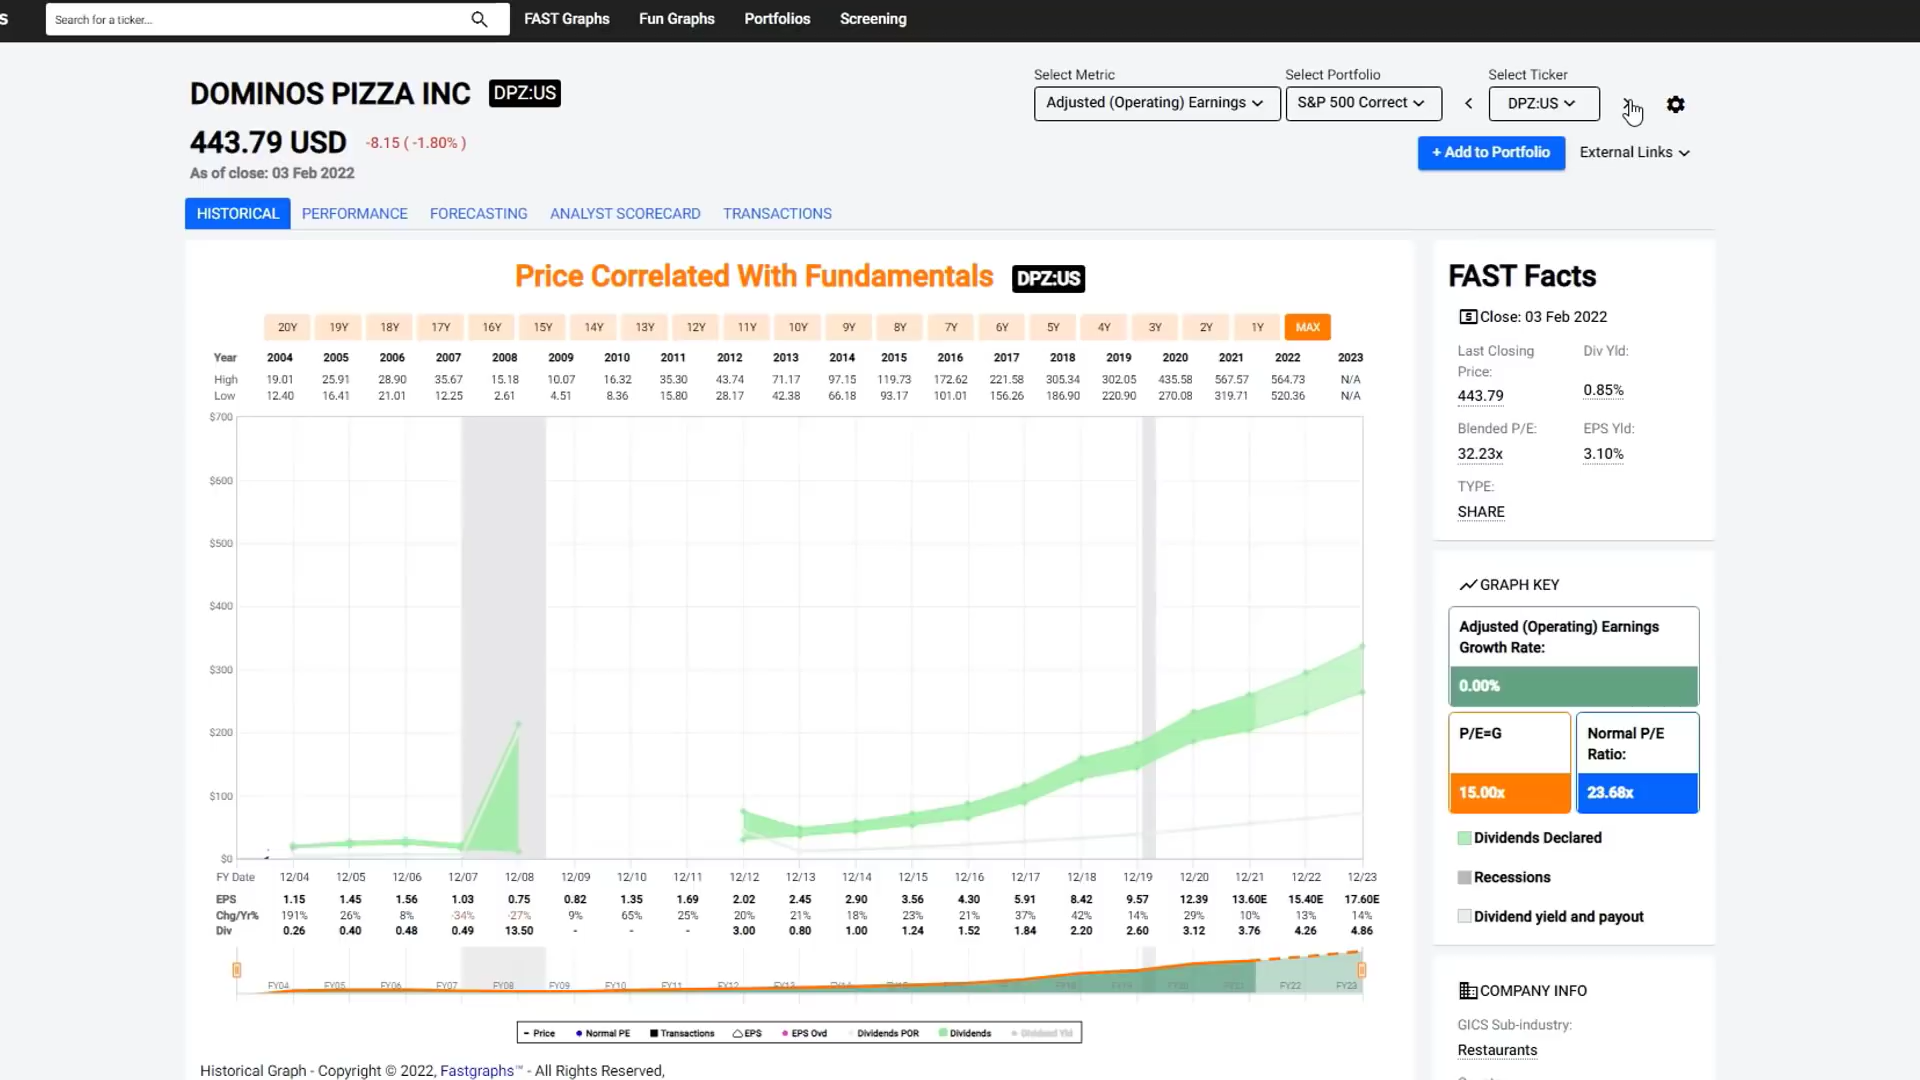 s
Search for a ticker...
FAST Graphs
Fun Graphs
Portfolios
Screening
DOMINOS PIZZA INC DPZ:US
443.79 USD -8.15 ( -1.80% )
As of close: 03 Feb 2022
Select Metric
Adjusted (Operating) Earnings
Select Portfolio
S&P 500 Correct
Select Ticker
DPZ:US
+ Add to Portfolio
External Links
HISTORICAL PERFORMANCE FORECASTING ANALYST SCORECARD TRANSACTIONS
Price Correlated With Fundamentals DPZ:US
20Y 19Y 18Y 17Y 16Y 15Y 14Y 13Y 12Y 11Y 10Y 9Y 8Y 7Y 6Y 5Y 4Y 3Y 2Y 1Y MAX
Year 2004 2005 2006 2007 2008 2009 2010 2011 2012 2013 2014 2015 2016 2017 2018 2019 2020 2021 2022 2023
High 19.01 25.91 28.90 35.67 15.18 10.07 16.32 35.30 43.74 71.17 97.15 119.73 172.62 221.58 305.34 302.05 435.58 567.57 564.73 N/A
Low 12.40 16.41 21.01 12.25 2.61 4.51 8.36 15.80 28.17 42.38 66.18 93.17 101.01 156.26 186.90 220.90 270.08 319.71 520.36 N/A
$700
$600
$500
$400
$300
$200
$100
$0
FY Date 12/04 12/05 12/06 12/07 12/08 12/09 12/10 12/11 12/12 12/13 12/14 12/15 12/16 12/17 12/18 12/19 12/20 12/21 12/22 12/23
EPS 1.15 1.45 1.56 1.03 0.75 0.82 1.35 1.69 2.02 2.45 2.90 3.56 4.30 5.91 8.42 9.57 12.39 13.60E 15.40E 17.60E
Chg/Yr% 191% 26% 8% -34% -27% 9% 65% 25% 20% 21% 18% 23% 21% 37% 42% 14% 29% 10% 13% 14%
Div 0.26 0.40 0.48 0.49 13.50 - - - 3.00 0.80 1.00 1.24 1.52 1.84 2.20 2.60 3.12 3.76 4.26 4.86
FY04 FY05 FY06 FY07 FY08 FY09 FY10 FY11 FY12 FY13 FY18 FY19 FY22 FY23
Price Normal PE Transactions EPS EPS Ovd Dividends POR Dividends Dividend Yld
Historical Graph - Copyright © 2022, Fastgraphs™ - All Rights Reserved,
FAST Facts
Close: 03 Feb 2022
Last Closing Price:
443.79
Div Yld:
0.85%
Blended P/E:
32.23x
EPS Yld:
3.10%
TYPE:
SHARE
GRAPH KEY
Adjusted (Operating) Earnings
Growth Rate:
0.00%
P/E=G
15.00x
Normal P/E
Ratio:
23.68x
Dividends Declared
Recessions
Dividend yield and payout
COMPANY INFO
GICS Sub-industry:
Restaurants